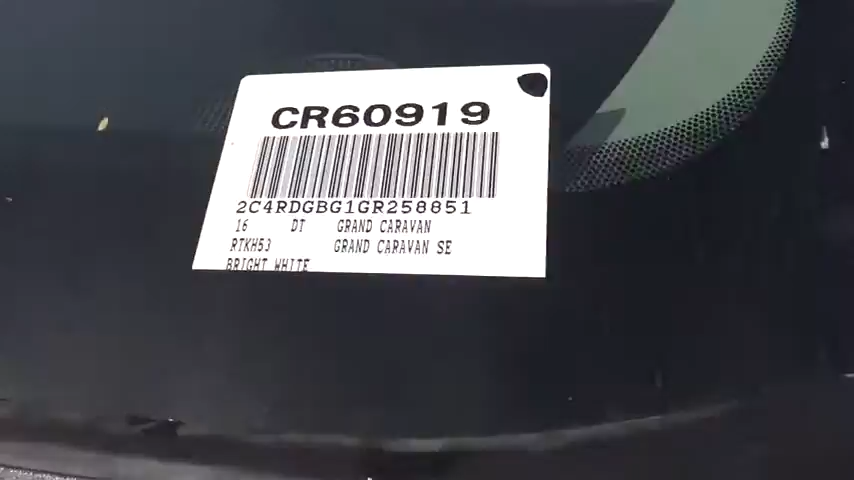 CR60919
2C4RDGBG1GR258851
16 DT GRAND CARAVAN
RTKH53 GRAND CARAVAN SE
BRIGHT WHITE